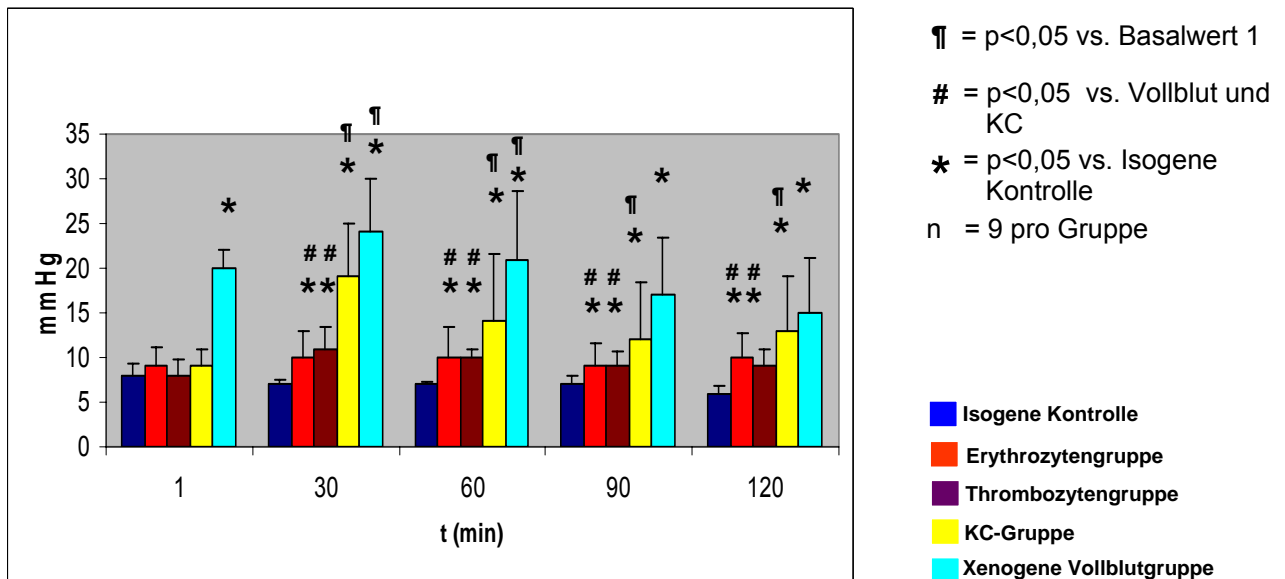 35
30
25
20
15
10
5
0
mmHg
1 30 60 90 120
t (min)
*
# #
* *
¶ ¶
* *
# #
* *
¶ ¶
* *
# #
* *
¶
* *
# #
* *
¶
* *
¶ = p<0,05 vs. Basalwert 1
# = p<0,05 vs. Vollblut und
KC
* = p<0,05 vs. Isogene
Kontrolle
n = 9 pro Gruppe
Isogene Kontrolle
Erythrozytengruppe
Thrombozytengruppe
KC-Gruppe
Xenogene Vollblutgruppe